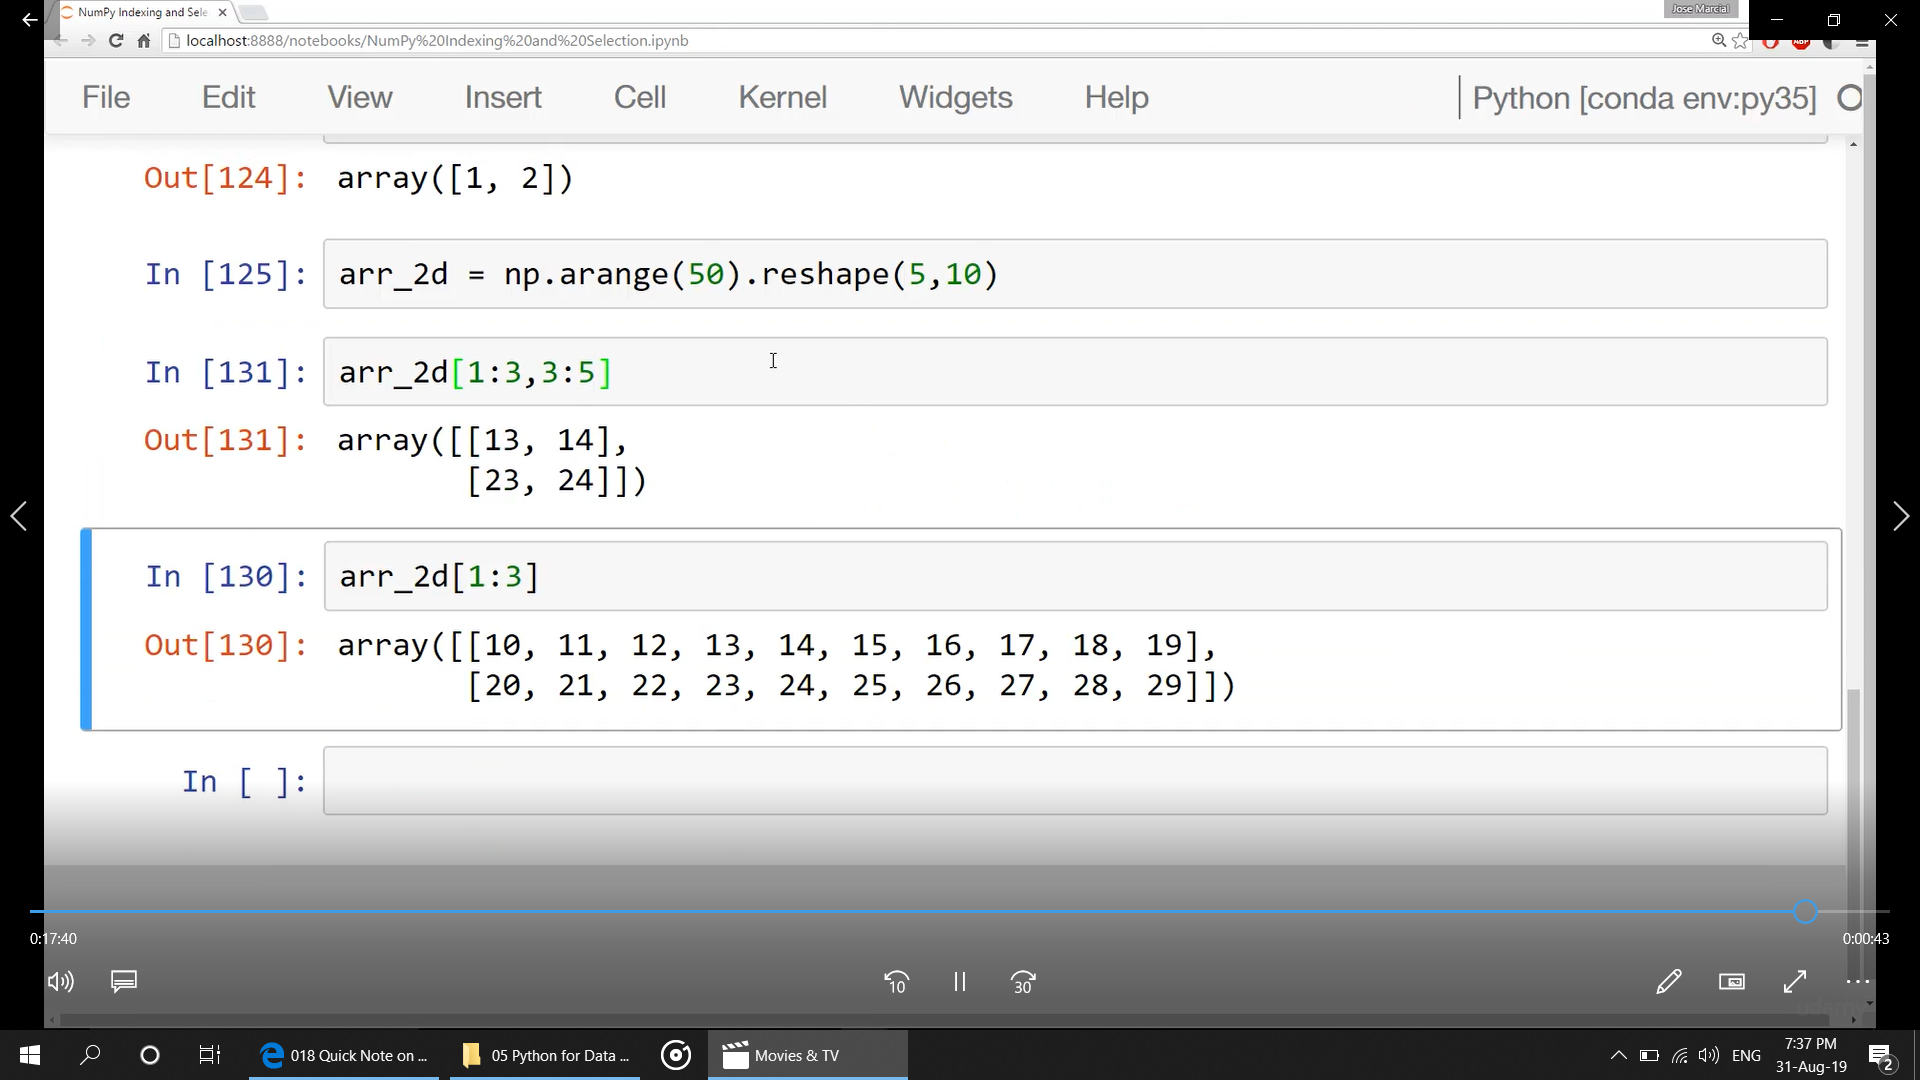 NumPy Indexing and Sele
Jose Marcial
localhost:8888/notebooks/NumPy%20Indexing%20and%20Selection.ipynb
ABP
File Edit View Insert Cell Kernel Widgets Help Python [conda env:py35]
Out[124]: array([1, 2])
In [125]: arr_2d = np.arange(50).reshape(5,10)
In [131]: arr_2d[1:3,3:5]
Out[131]: array([[13, 14],
[23, 24]])
In [130]: arr_2d[1:3]
Out[130]: array([[10, 11, 12, 13, 14, 15, 16, 17, 18, 19],
[20, 21, 22, 23, 24, 25, 26, 27, 28, 29]])
In [ ]:
0:17:40 0:00:43
10 30
018 Quick Note on ... 05 Python for Data ... Movies & TV ENG 7:37 PM
31-Aug-19 2